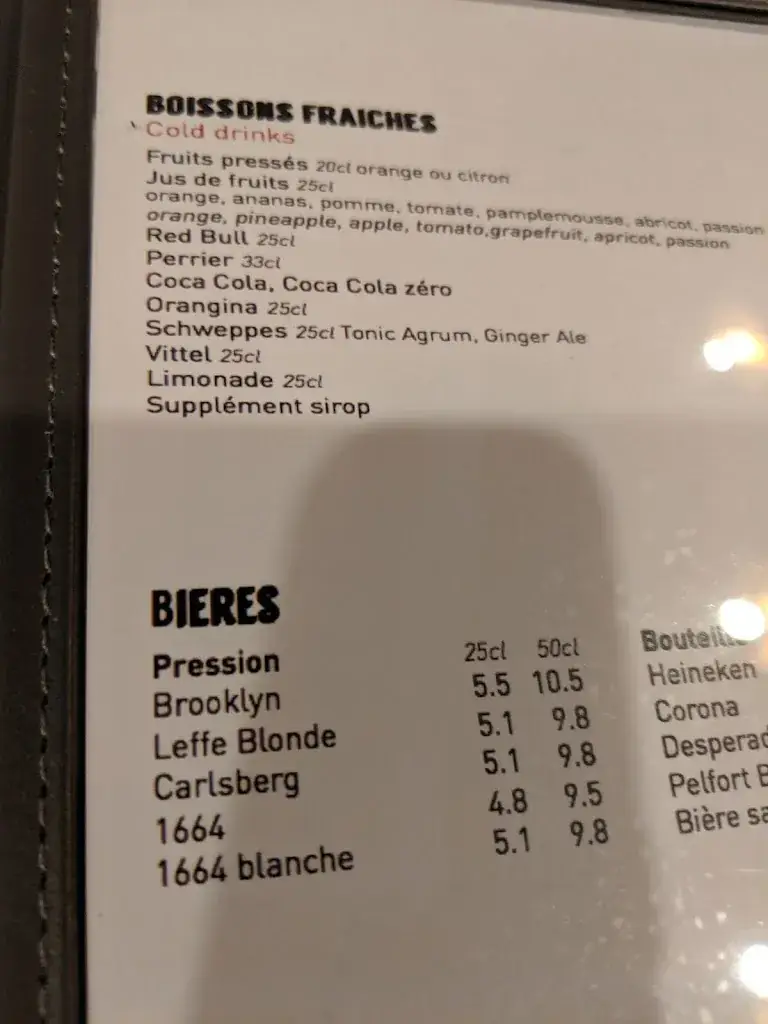 BOISSONS FRAICHES
Cold drinks
Fruits pressés 20cl orange ou citron
Jus de fruits 25cl
orange, ananas, pomme, tomate, pamplemousse, abricot, passion
orange, pineapple, apple, tomato,grapefruit, apricot, passion
Red Bull 25cl
Perrier 33cl
Coca Cola, Coca Cola zéro
Orangina 25cl
Schweppes 25cl Tonic Agrum, Ginger Ale
Vittel 25cl
Limonade 25cl
Supplément sirop
BIERES
Pression 25cl 50cl
Brooklyn 5.5 10.5
Leffe Blonde 5.1 9.8
Carlsberg 5.1 9.8
1664 4.8 9.5
1664 blanche 5.1 9.8
Heineken
Corona
Desperad
Pelfort B
Bière sa